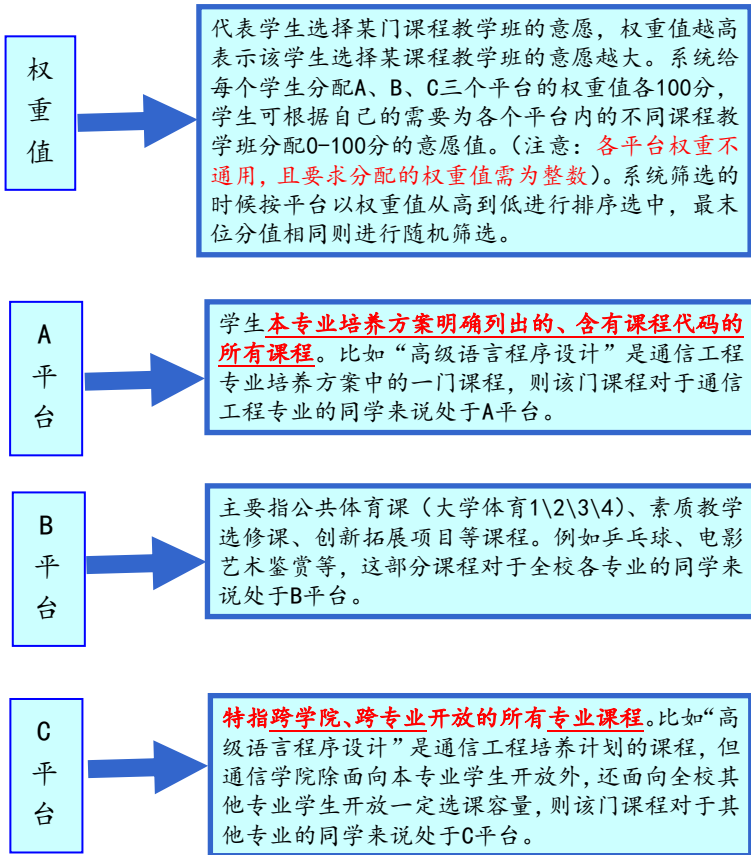 权
重
值
代表学生选择某门课程教学班的意愿，权重值越高
表示该学生选择某课程教学班的意愿越大。系统给
每个学生分配A、B、C三个平台的权重值各100分，
学生可根据自己的需要为各个平台内的不同课程教
学班分配0-100分的意愿值。（注意：各平台权重不
通用，且要求分配的权重值需为整数）。系统筛选的
时候按平台以权重值从高到低进行排序选中，最末
位分值相同则进行随机筛选。
A
平
台
学生本专业培养方案明确列出的、含有课程代码的
所有课程。比如“高级语言程序设计”是通信工程
专业培养方案中的一门课程，则该门课程对于通信
工程专业的同学来说处于A平台。
B
平
台
主要指公共体育课（大学体育1\2\3\4）、素质教学
选修课、创新拓展项目等课程。例如乒乓球、电影
艺术鉴赏等，这部分课程对于全校各专业的同学来
说处于B平台。
C
平
台
特指跨学院、跨专业开放的所有专业课程。比如“高
级语言程序设计”是通信工程培养计划的课程，但
通信学院除面向本专业学生开放外，还面向全校其
他专业学生开放一定选课容量，则该门课程对于其
他专业的同学来说处于C平台。